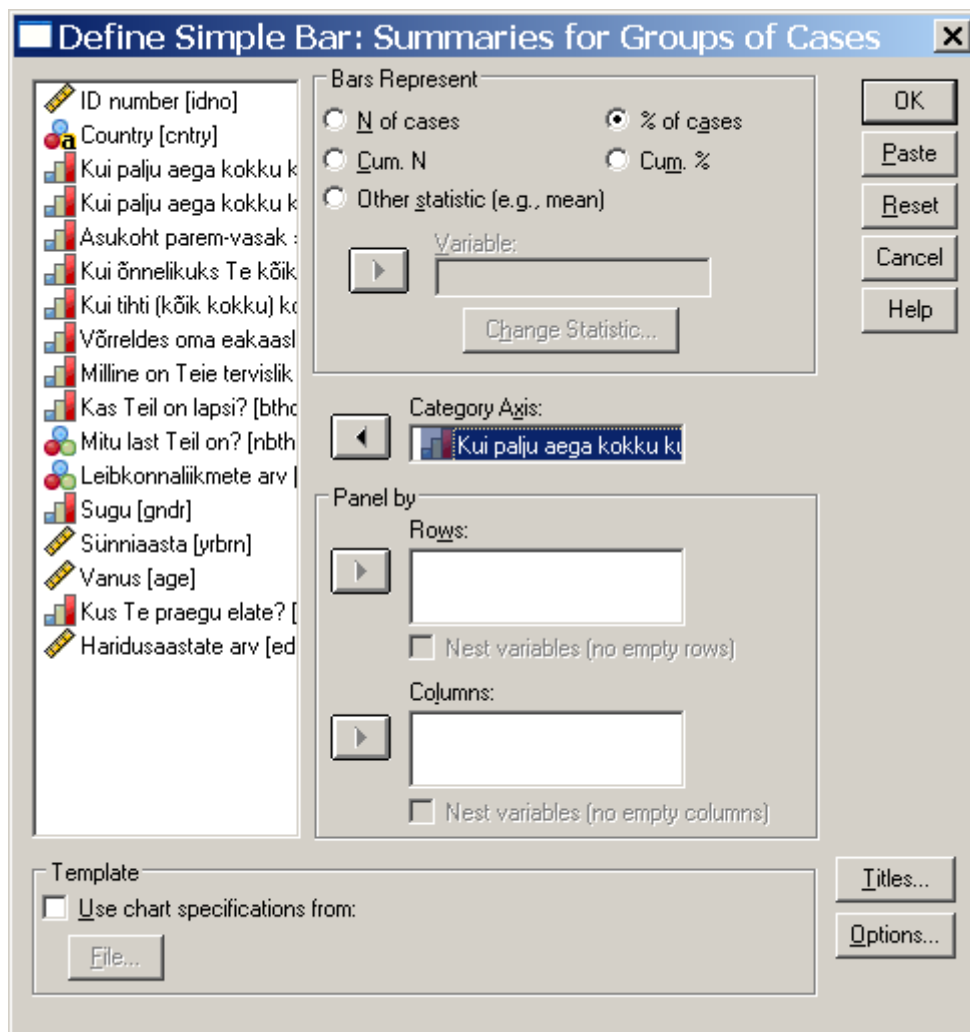 Define Simple Bar: Summaries for Groups of Cases
ID number [idno]
Country [cntry]
Kui palju aega kokku k
Kui palju aega kokku k
Asukoht parem-vasak
Kui õnnelikuks Te kõik
Kui tihti (kõik kokku) ko
Võrreldes oma eakaasl
Milline on Teie tervislik
Kas Teil on lapsi? [bthc
Mitu last Teil on? [nbth
Leibkonnaliikmete arv [
Sugu [gndr]
Sünniaasta [yrbrn]
Vanus [age]
Kus Te praegu elate? [
Haridusaastate arv [ed
Bars Represent
N of cases
% of cases
Cum. N
Cum. %
Other statistic (e.g., mean)
Variable:
Change Statistic...
Category Axis:
Kui palju aega kokku ku
Panel by
Rows:
Nest variables (no empty rows)
Columns:
Nest variables (no empty columns)
OK
Paste
Reset
Cancel
Help
Template
Use chart specifications from:
File...
Titles...
Options...